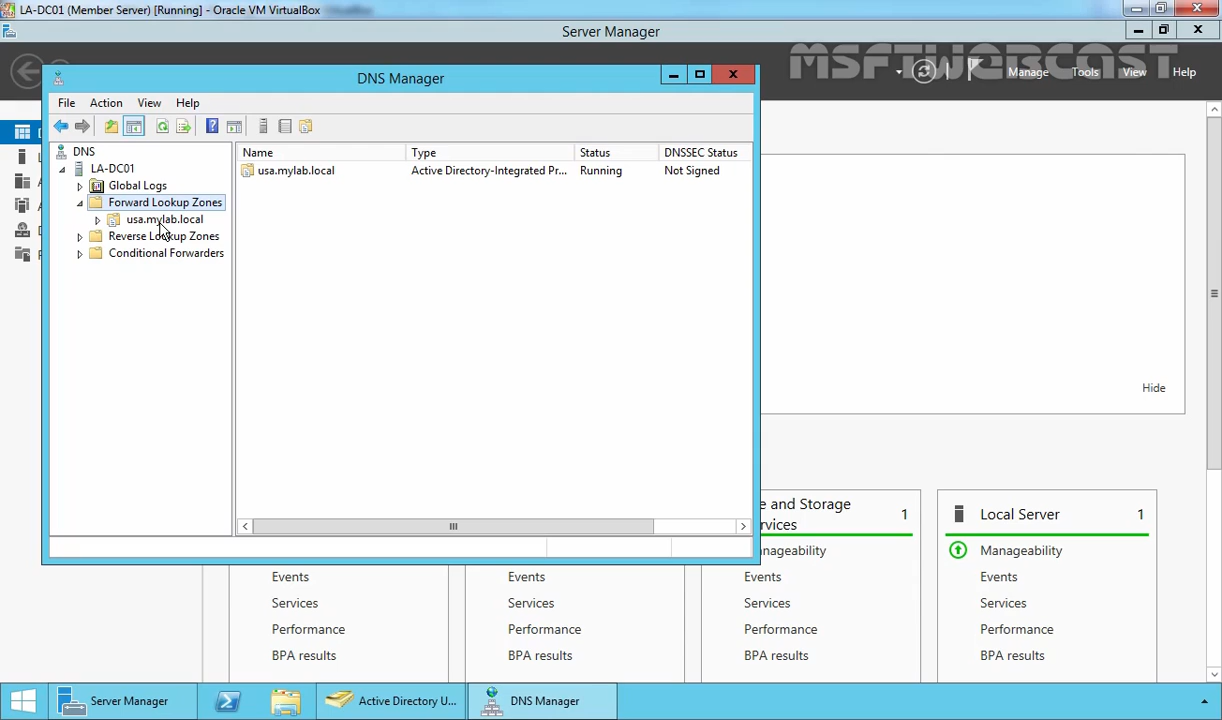 LA-DC01 (Member Server) [Running] - Oracle VM VirtualBox
Server Manager
MSFTWEBCAST
Manage
Tools
View
Help
DNS Manager
File
Action
View
Help
DNS
LA-DC01
Global Logs
Forward Lookup Zones
usa.mylab.local
Reverse Lookup Zones
Conditional Forwarders
Name
Type
Status
DNSSEC Status
usa.mylab.local
Active Directory-Integrated Pr...
Running
Not Signed
Hide
e and Storage
rvices
1
Local Server
1
anageability
Manageability
Events
Events
Events
Events
Services
Services
Services
Services
Performance
Performance
Performance
Performance
BPA results
BPA results
BPA results
BPA results
Server Manager
Active Directory U...
DNS Manager